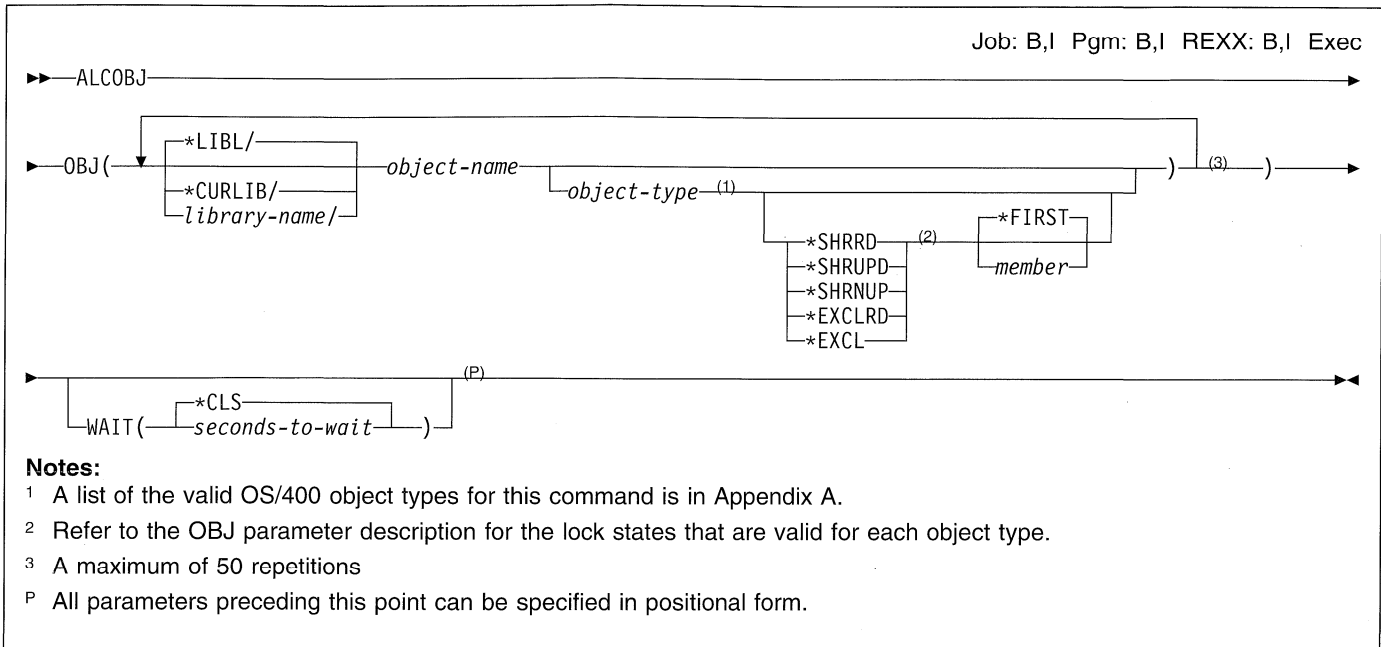 Job: B,I Pgm: B,I REXX: B,I Exec
ALCOBJ
*LIBL/
OBJ( object-name ) (3) )
*CURLIB/ object-type (1)
library-name/
*FIRST
*SHRRD (2)
*SHRUPD member
*SHRNUP
*EXCLRD
*EXCL
(P)
*CLS
WAIT( seconds-to-wait )
Notes:
1 A list of the valid OS/400 object types for this command is in Appendix A.
2 Refer to the OBJ parameter description for the lock states that are valid for each object type.
3 A maximum of 50 repetitions
P All parameters preceding this point can be specified in positional form.